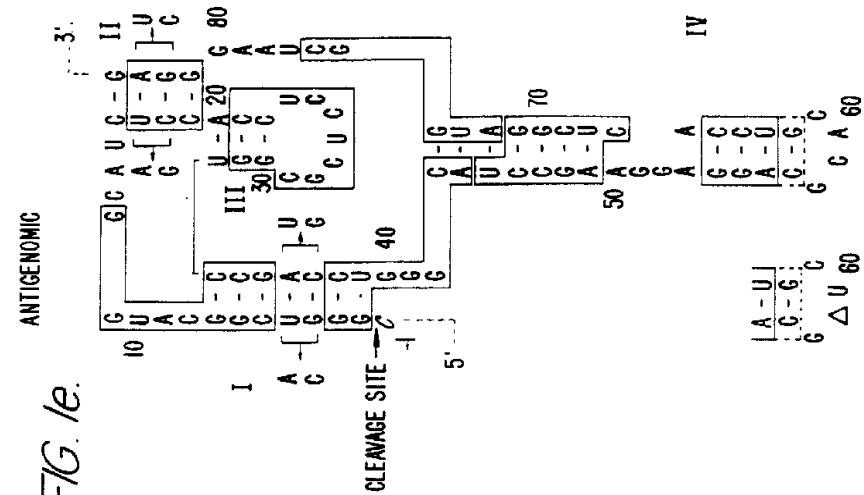 FIG. 1e.
ANTIGENOMIC
3'
G G C A U C - G II
U A U - A U
A G C - G C
C C - G
10 20 80
G - C U - A G
G - C G - C A
C - G G - C A
III 30 U
I C U C
A U - A U G C G
C G - C G G C
C U
G - C
G - U 40
CLEAVAGE SITE C G
-1 G
5' G
C - G
A - U
U - A
C - G
C - G 70
G - C
A - U
A C
50 G
G
A A
G - C
G - C
A - U
C - G
G C
C A 60
IV
A - U
C - G
G C
Δ U 60